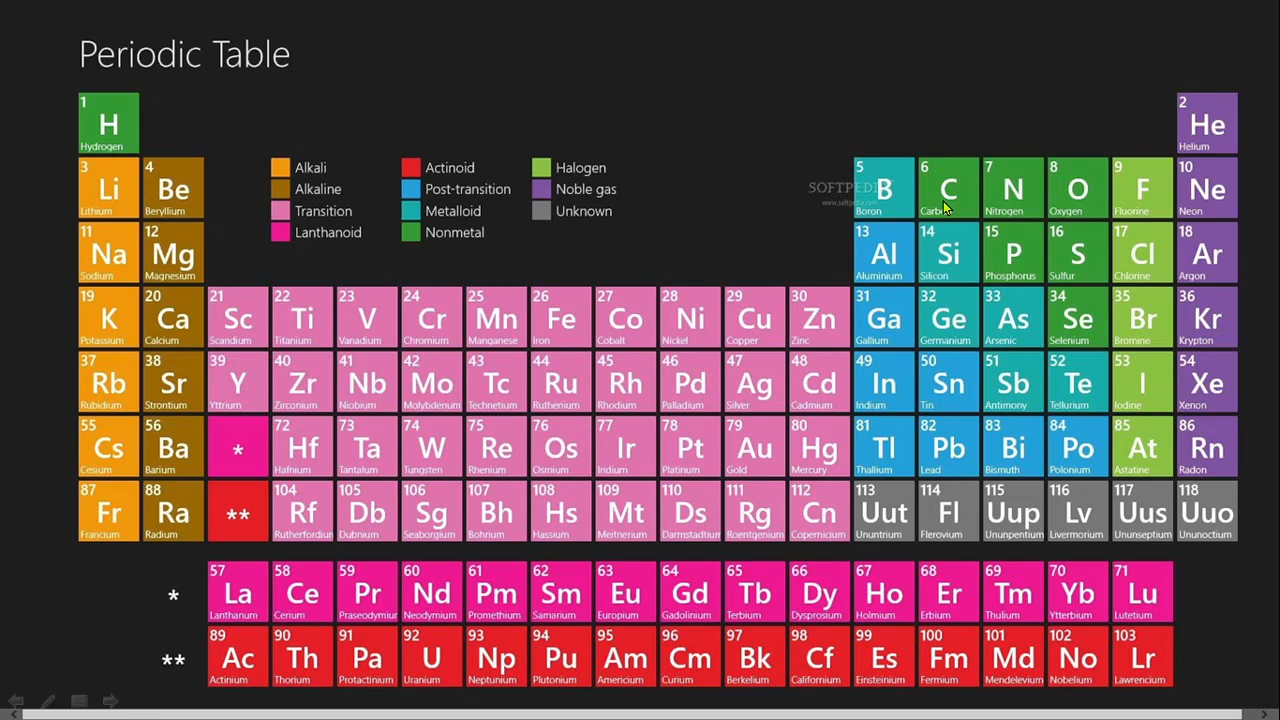 Periodic Table
1 H Hydrogen
2 He Helium
Alkali
Alkaline
Transition
Lanthanoid
Actinoid
Post-transition
Metalloid
Nonmetal
Halogen
Noble gas
Unknown
SOFTPEDIA
www.softpedia.com
3 Li Lithium
4 Be Beryllium
5 B Boron
6 C Carbon
7 N Nitrogen
8 O Oxygen
9 F Fluorine
10 Ne Neon
11 Na Sodium
12 Mg Magnesium
13 Al Aluminium
14 Si Silicon
15 P Phosphorus
16 S Sulfur
17 Cl Chlorine
18 Ar Argon
19 K Potassium
20 Ca Calcium
21 Sc Scandium
22 Ti Titanium
23 V Vanadium
24 Cr Chromium
25 Mn Manganese
26 Fe Iron
27 Co Cobalt
28 Ni Nickel
29 Cu Copper
30 Zn Zinc
31 Ga Gallium
32 Ge Germanium
33 As Arsenic
34 Se Selenium
35 Br Bromine
36 Kr Krypton
37 Rb Rubidium
38 Sr Strontium
39 Y Yttrium
40 Zr Zirconium
41 Nb Niobium
42 Mo Molybdenum
43 Tc Technetium
44 Ru Ruthenium
45 Rh Rhodium
46 Pd Palladium
47 Ag Silver
48 Cd Cadmium
49 In Indium
50 Sn Tin
51 Sb Antimony
52 Te Tellurium
53 I Iodine
54 Xe Xenon
55 Cs Cesium
56 Ba Barium
*
72 Hf Hafnium
73 Ta Tantalum
74 W Tungsten
75 Re Rhenium
76 Os Osmium
77 Ir Iridium
78 Pt Platinum
79 Au Gold
80 Hg Mercury
81 Tl Thallium
82 Pb Lead
83 Bi Bismuth
84 Po Polonium
85 At Astatine
86 Rn Radon
87 Fr Francium
88 Ra Radium
**
104 Rf Rutherfordiun
105 Db Dubnium
106 Sg Seaborgium
107 Bh Bohrium
108 Hs Hassium
109 Mt Meitnerium
110 Ds Darmstadtiun
111 Rg Roentgenium
112 Cn Copernicium
113 Uut Ununtrium
114 Fl Flerovium
115 Uup Ununpentium
116 Lv Livermorium
117 Uus Ununseptium
118 Uuo Ununoctium
*
57 La Lanthanum
58 Ce Cerium
59 Pr Praseodymiur
60 Nd Neodymium
61 Pm Promethium
62 Sm Samarium
63 Eu Europium
64 Gd Gadolinium
65 Tb Terbium
66 Dy Dysprosium
67 Ho Holmium
68 Er Erbium
69 Tm Thulium
70 Yb Ytterbium
71 Lu Lutetium
**
89 Ac Actinium
90 Th Thorium
91 Pa Protactinium
92 U Uranium
93 Np Neptunium
94 Pu Plutonium
95 Am Americium
96 Cm Curium
97 Bk Berkelium
98 Cf Californium
99 Es Einsteinium
100 Fm Fermium
101 Md Mendelevium
102 No Nobelium
103 Lr Lawrencium